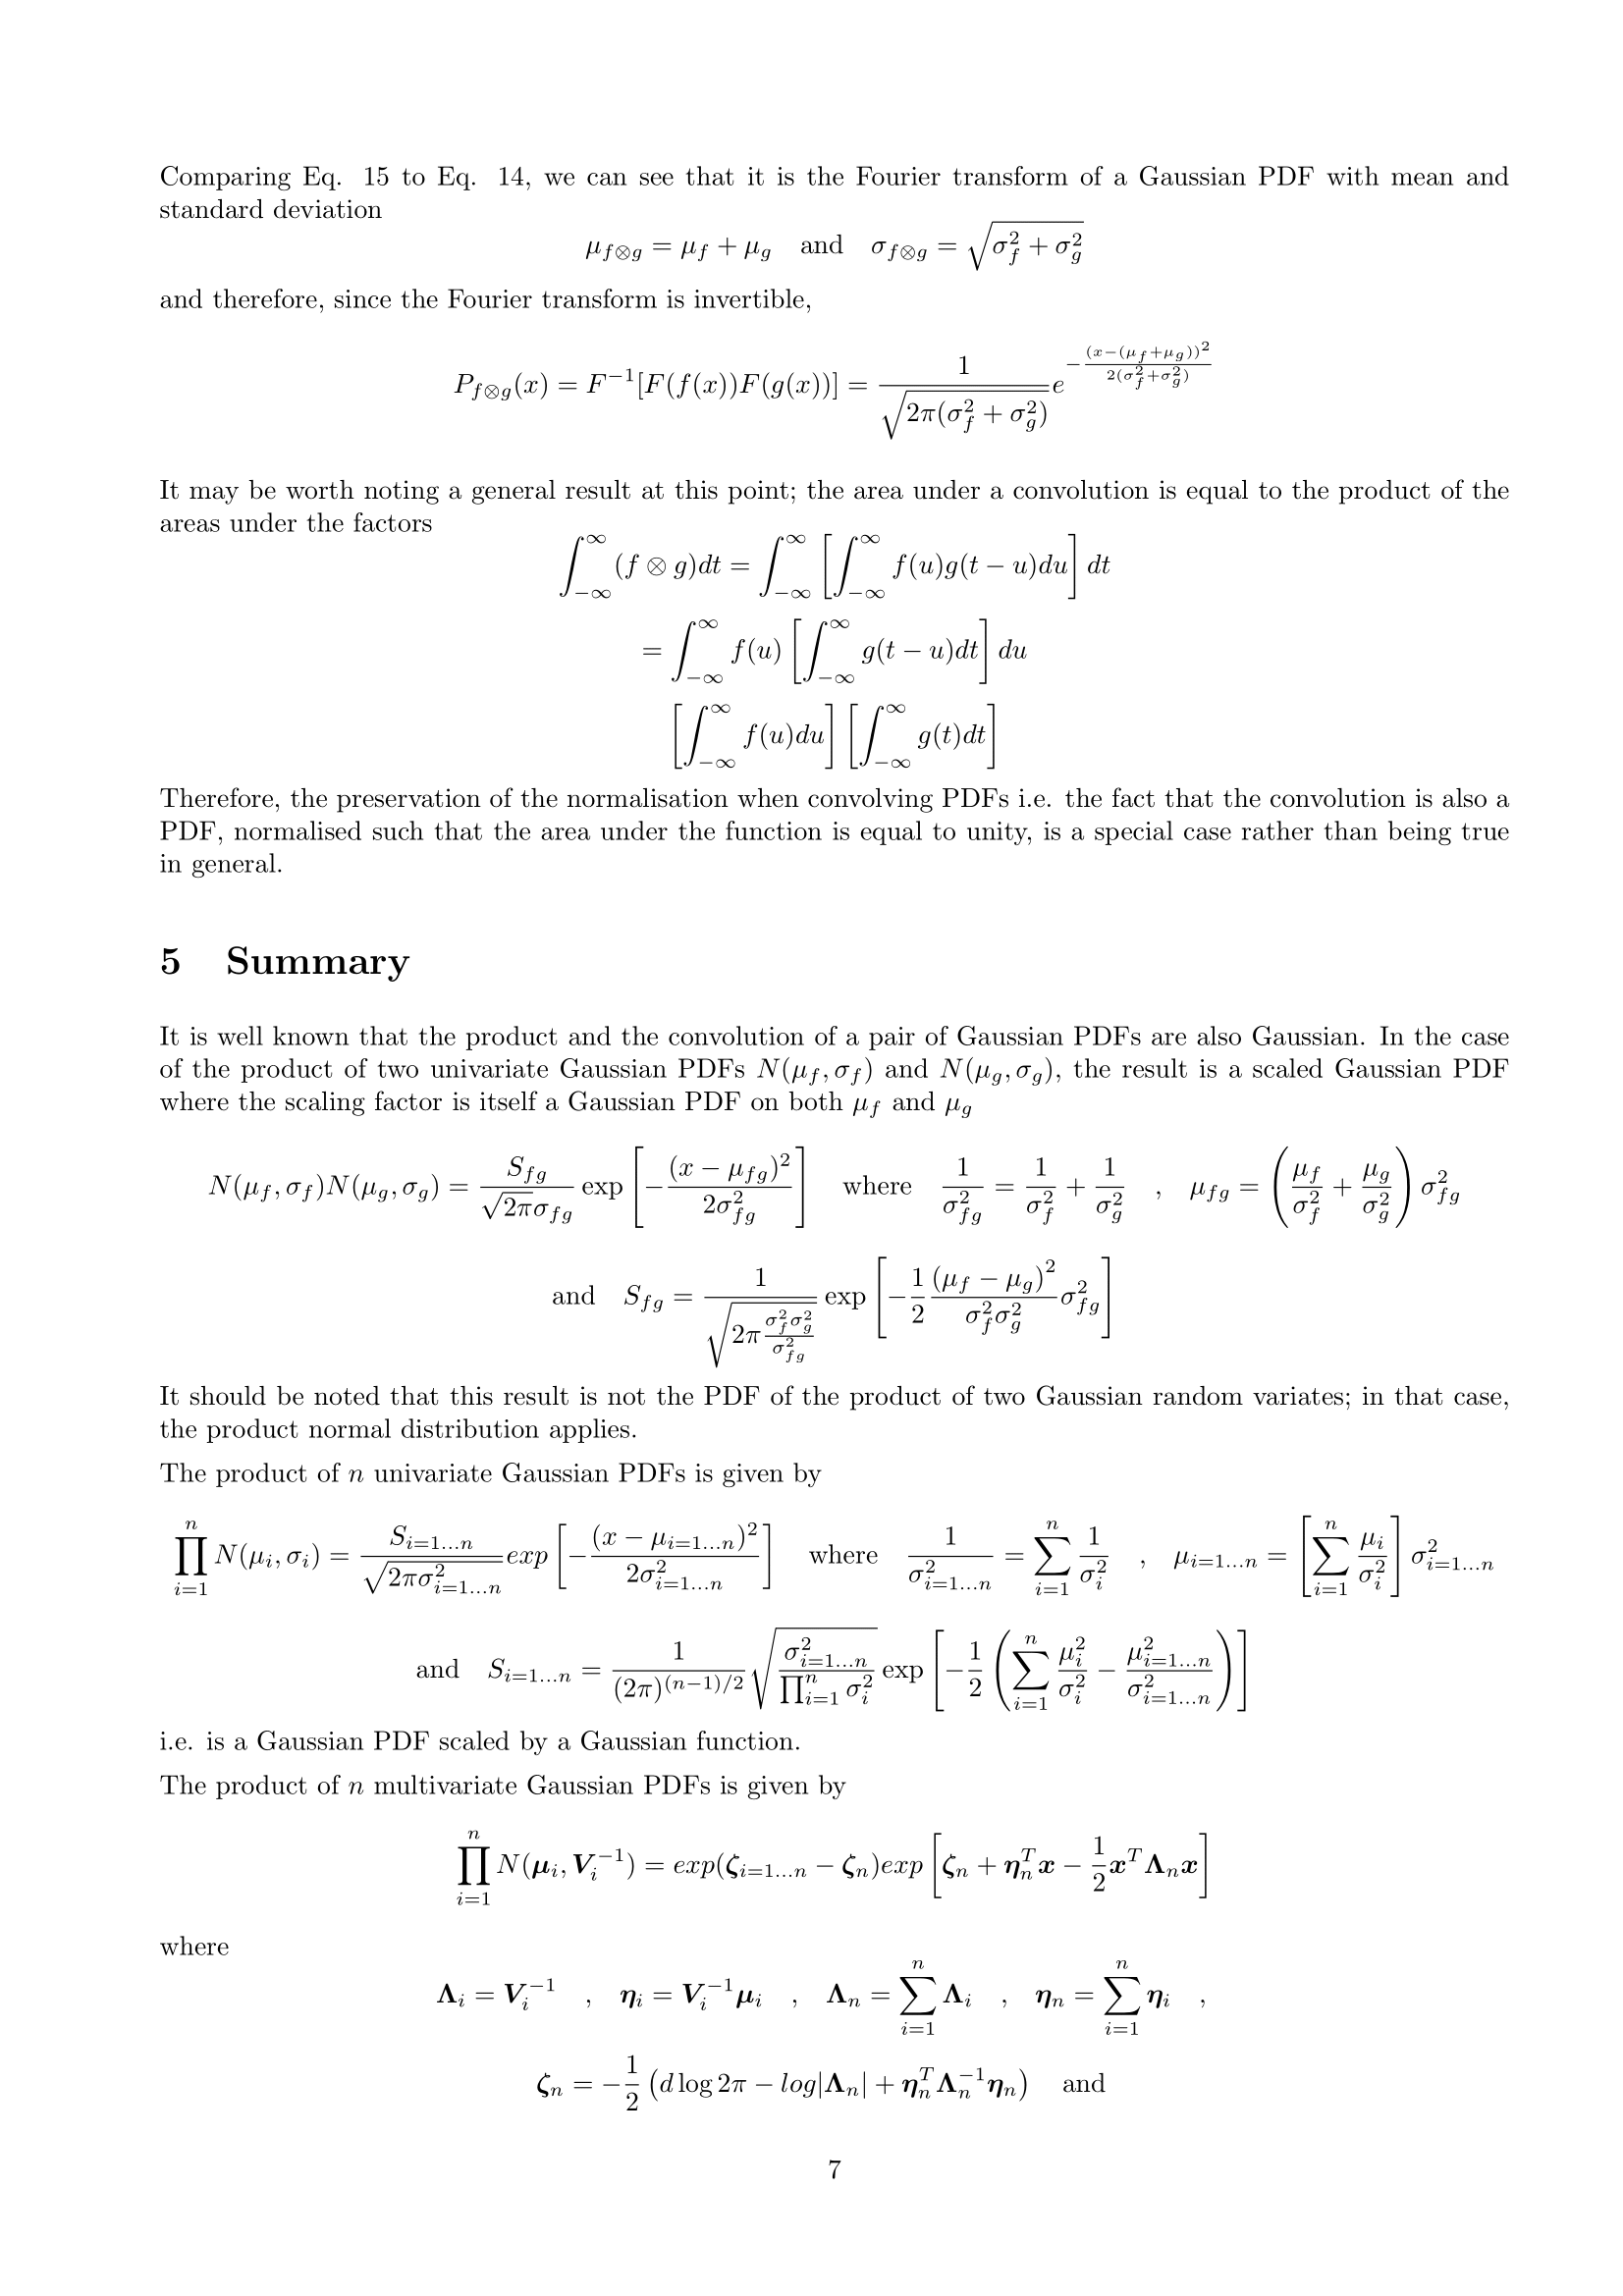 Comparing Eq. 15 to Eq. 14, we can see that it is the Fourier transform of a Gaussian PDF with mean and
standard deviation
$\mu_{f\otimes g} = \mu_f + \mu_g \quad \text{and} \quad \sigma_{f\otimes g} = \sqrt{\sigma_f^2 + \sigma_g^2}$
and therefore, since the Fourier transform is invertible,
$P_{f\otimes g}(x) = F^{-1}[F(f(x))F(g(x))] = \frac{1}{\sqrt{2\pi(\sigma_f^2 + \sigma_g^2)}} e^{-\frac{(x-(\mu_f+\mu_g))^2}{2(\sigma_f^2+\sigma_g^2)}}$
It may be worth noting a general result at this point; the area under a convolution is equal to the product of the
areas under the factors
$\int_{-\infty}^{\infty} (f \otimes g)dt = \int_{-\infty}^{\infty} \left[ \int_{-\infty}^{\infty} f(u)g(t-u)du \right] dt$
$= \int_{-\infty}^{\infty} f(u) \left[ \int_{-\infty}^{\infty} g(t-u)dt \right] du$
$\left[ \int_{-\infty}^{\infty} f(u)du \right] \left[ \int_{-\infty}^{\infty} g(t)dt \right]$
Therefore, the preservation of the normalisation when convolving PDFs i.e. the fact that the convolution is also a
PDF, normalised such that the area under the function is equal to unity, is a special case rather than being true
in general.
5 Summary
It is well known that the product and the convolution of a pair of Gaussian PDFs are also Gaussian. In the case
of the product of two univariate Gaussian PDFs $N(\mu_f, \sigma_f)$ and $N(\mu_g, \sigma_g)$, the result is a scaled Gaussian PDF
where the scaling factor is itself a Gaussian PDF on both $\mu_f$ and $\mu_g$
$N(\mu_f, \sigma_f)N(\mu_g, \sigma_g) = \frac{S_{fg}}{\sqrt{2\pi}\sigma_{fg}} \exp\left[ -\frac{(x-\mu_{fg})^2}{2\sigma_{fg}^2} \right] \quad \text{where} \quad \frac{1}{\sigma_{fg}^2} = \frac{1}{\sigma_f^2} + \frac{1}{\sigma_g^2} \quad , \quad \mu_{fg} = \left( \frac{\mu_f}{\sigma_f^2} + \frac{\mu_g}{\sigma_g^2} \right) \sigma_{fg}^2$
$\text{and} \quad S_{fg} = \frac{1}{\sqrt{2\pi \frac{\sigma_f^2 \sigma_g^2}{\sigma_{fg}^2}}} \exp\left[ -\frac{1}{2} \frac{(\mu_f - \mu_g)^2}{\sigma_f^2 \sigma_g^2} \sigma_{fg}^2 \right]$
It should be noted that this result is not the PDF of the product of two Gaussian random variates; in that case,
the product normal distribution applies.
The product of $n$ univariate Gaussian PDFs is given by
$\prod_{i=1}^{n} N(\mu_i, \sigma_i) = \frac{S_{i=1...n}}{\sqrt{2\pi\sigma_{i=1...n}^2}} exp\left[ -\frac{(x-\mu_{i=1...n})^2}{2\sigma_{i=1...n}^2} \right] \quad \text{where} \quad \frac{1}{\sigma_{i=1...n}^2} = \sum_{i=1}^{n} \frac{1}{\sigma_i^2} \quad , \quad \mu_{i=1...n} = \left[ \sum_{i=1}^{n} \frac{\mu_i}{\sigma_i^2} \right] \sigma_{i=1...n}^2$
$\text{and} \quad S_{i=1...n} = \frac{1}{(2\pi)^{(n-1)/2}} \sqrt{\frac{\sigma_{i=1...n}^2}{\prod_{i=1}^{n} \sigma_i^2}} \exp\left[ -\frac{1}{2} \left( \sum_{i=1}^{n} \frac{\mu_i^2}{\sigma_i^2} - \frac{\mu_{i=1...n}^2}{\sigma_{i=1...n}^2} \right) \right]$
i.e. is a Gaussian PDF scaled by a Gaussian function.
The product of $n$ multivariate Gaussian PDFs is given by
$\prod_{i=1}^{n} N(\boldsymbol{\mu}_i, \boldsymbol{V}_i^{-1}) = exp(\boldsymbol{\zeta}_{i=1...n} - \boldsymbol{\zeta}_n) exp\left[ \boldsymbol{\zeta}_n + \boldsymbol{\eta}_n^T \boldsymbol{x} - \frac{1}{2} \boldsymbol{x}^T \boldsymbol{\Lambda}_n \boldsymbol{x} \right]$
where
$\boldsymbol{\Lambda}_i = \boldsymbol{V}_i^{-1} \quad , \quad \boldsymbol{\eta}_i = \boldsymbol{V}_i^{-1} \boldsymbol{\mu}_i \quad , \quad \boldsymbol{\Lambda}_n = \sum_{i=1}^{n} \boldsymbol{\Lambda}_i \quad , \quad \boldsymbol{\eta}_n = \sum_{i=1}^{n} \boldsymbol{\eta}_i \quad ,$
$\boldsymbol{\zeta}_n = -\frac{1}{2} \left( d \log 2\pi - log|\boldsymbol{\Lambda}_n| + \boldsymbol{\eta}_n^T \boldsymbol{\Lambda}_n^{-1} \boldsymbol{\eta}_n \right) \quad \text{and}$
7